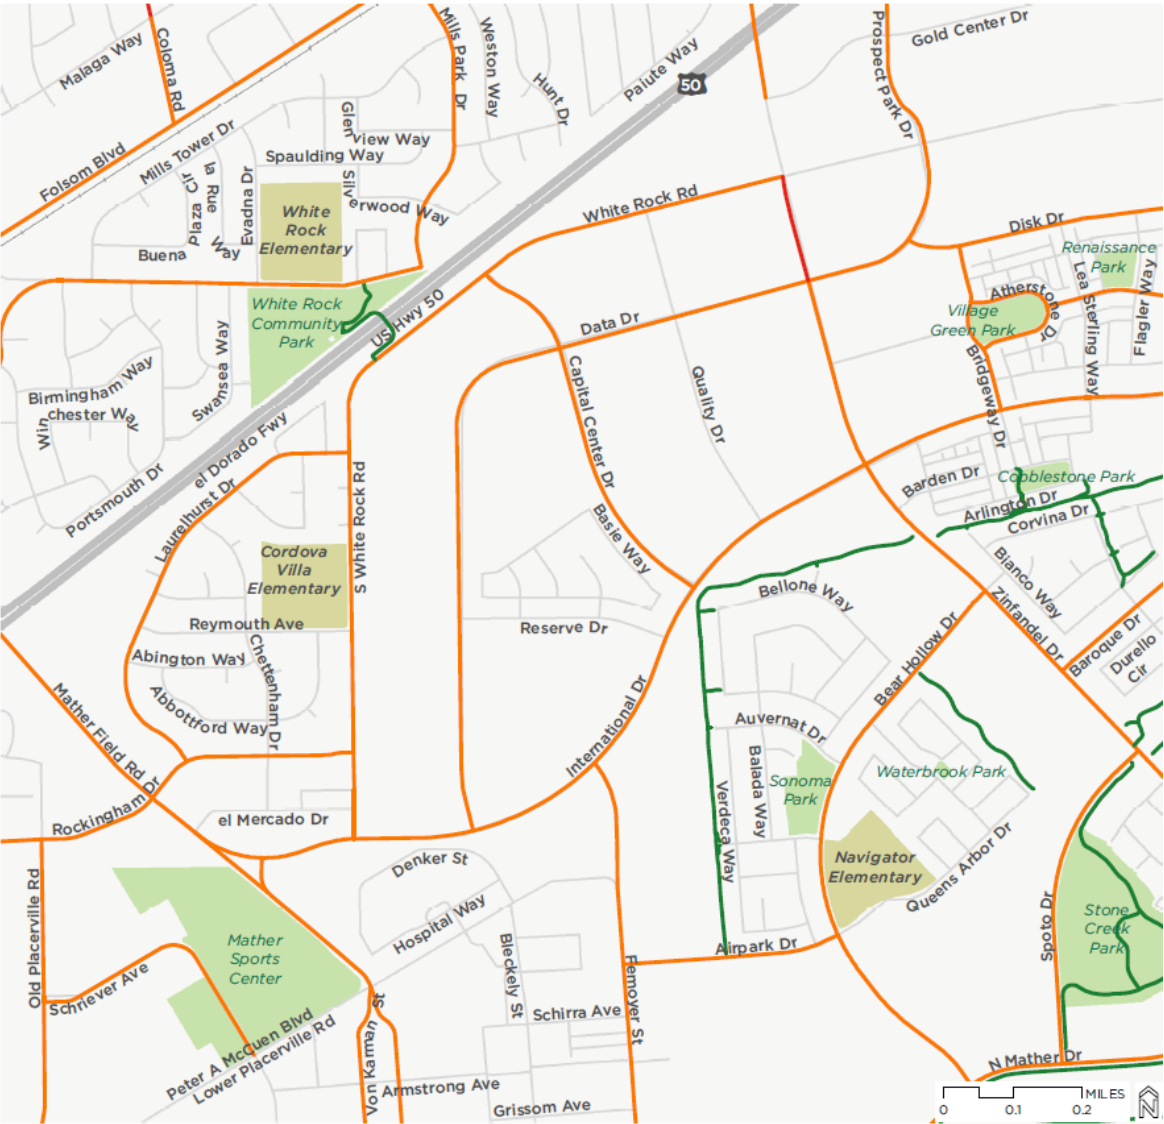 Malaga Way
Coloma Rd
Mills Park Dr
Weston Way
Hunt Dr
Paiute Way
50
Prospect Park Dr
Gold Center Dr
Folsom Blvd
Mills Tower Dr
Glenview Way
Spaulding Way
Silverwood Way
Plaza Cir
la Rue Way
Evadna Dr
Buena
White
Rock
Elementary
White Rock Rd
Disk Dr
Renaissance
Park
Lea Sterling Way
Flagler Way
Atherstone Dr
Village
Green Park
White Rock
Community
Park
US Hwy 50
Data Dr
Capital Center Dr
Quality Dr
Bridgeway Dr
Swansea Way
Birmingham Way
Winchester Way
Portsmouth Dr
el Dorado Fwy
Laurelhurst Dr
S White Rock Rd
Basie Way
Barden Dr
Cobblestone Park
Arlington Dr
Corvina Dr
Bianco Way
Cordova
Villa
Elementary
Reymouth Ave
Abington Way
Chettenham Dr
Abbottford Way
Reserve Dr
Bellone Way
Zinfandel Dr
Baroque Dr
Durello
Cir
Bear Hollow Dr
Mather Field Rd
International Dr
Auvernat Dr
Balada Way
Verdeca Way
Sonoma
Park
Waterbrook Park
Rockingham Dr
el Mercado Dr
Navigator
Elementary
Queens Arbor Dr
Denker St
Hospital Way
Bleckely St
Old Placerville Rd
Mather
Sports
Center
Schriever Ave
Peter A McCuen Blvd
Lower Placerville Rd
Von Karman St
Schirra Ave
Femoyer St
Airpark Dr
Spoto Dr
Stone
Creek
Park
N Mather Dr
Armstrong Ave
Grissom Ave
MILES
0 0.1 0.2
N